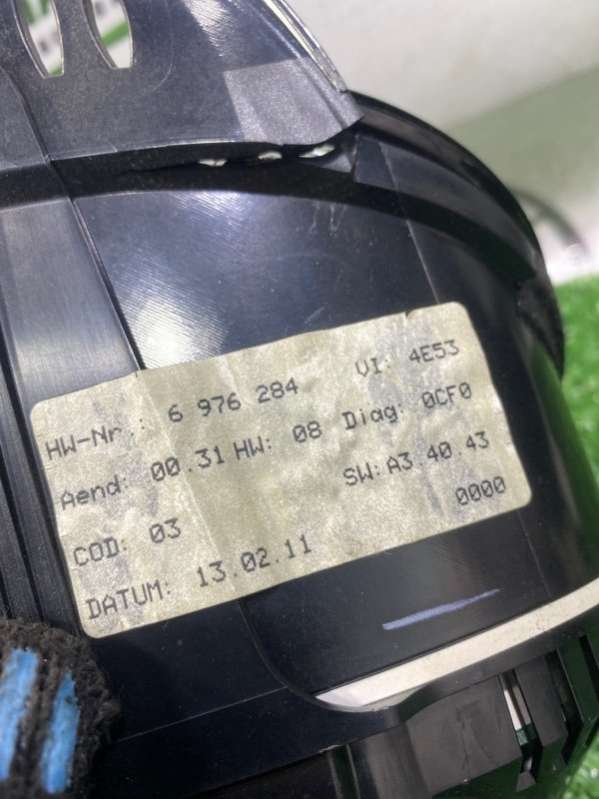 HW-Nr.: 6 976 284 VI: 4E53
Aend: 00.31 HW: 08 Diag: 0CF0
COD: 03 SW: A3.40.43
DATUM: 13.02.11 0000